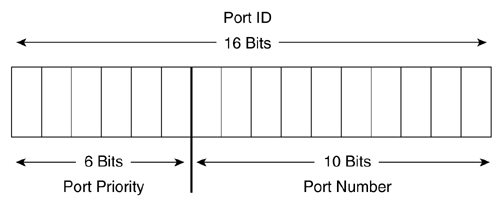 Port ID
16 Bits
6 Bits
10 Bits
Port Priority
Port Number